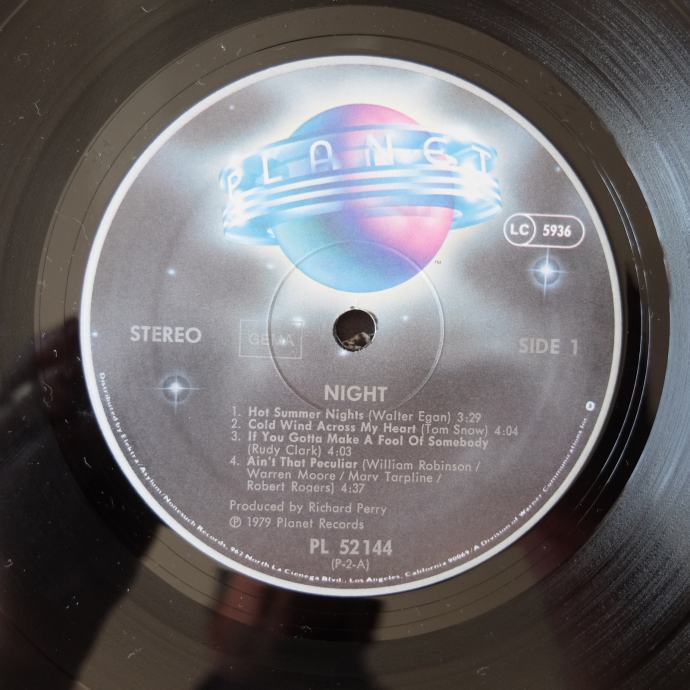 PLANET
™
LC 5936
STEREO
GEMA
SIDE 1
NIGHT
1. Hot Summer Nights (Walter Egan) 3:29
2. Cold Wind Across My Heart (Tom Snow) 4:04
3. If You Gotta Make A Fool Of Somebody
(Rudy Clark) 4:03
4. Ain't That Peculiar (William Robinson/
Warren Moore/Marv Tarpline/
Robert Rogers) 4:37
Produced by Richard Perry
℗ 1979 Planet Records
PL 52144
(P-2-A)
Distributed by Elektra/Asylum/Nonesuch Records, 962 North La Cienega Blvd., Los Angeles, California 90069/A Division of Warner Communications Inc.